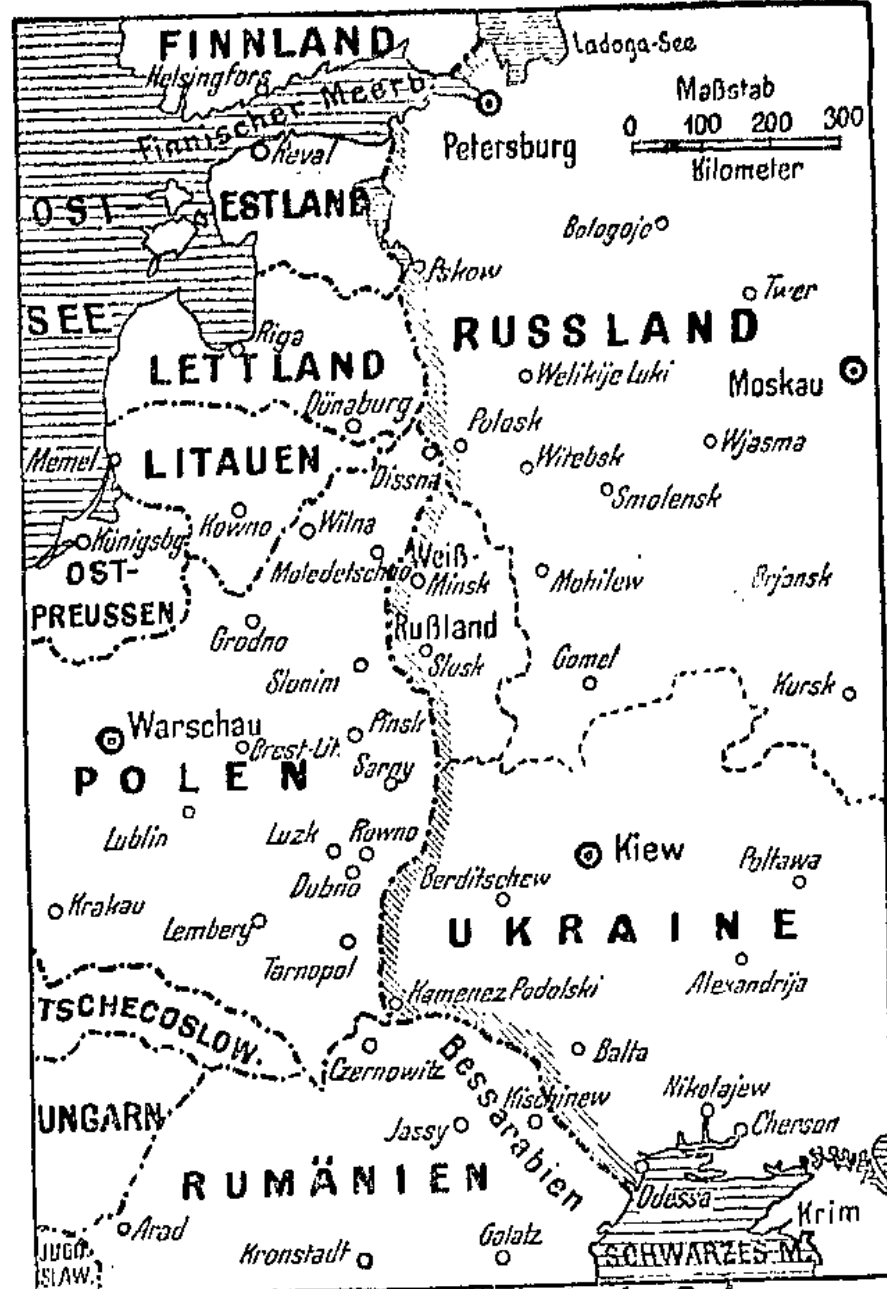 FINNLAND
Ladoga-See
Helsingfors
Finnischer Meerb.
Maßstab
0 100 200 300
Kilometer
Petersburg
Reval
OST-
ESTLAND
Bologoje
Pskow
Twer
SEE
Riga
RUSSLAND
LETTLAND
Welikije Luki
Moskau
Dünaburg
Polosk
Wjasma
Memel
LITAUEN
Dissna
Witebsk
Smolensk
Kowno
Wilna
Königsbg.
Moledetschno
Weiß-
OST-
Minsk
Mohilew
Brjansk
PREUSSEN
Rußland
Grodno
Slusk
Gomel
Slonim
Kursk
Warschau
Pinsk
Brest-Lit.
POLEN
Sarny
Lublin
Luzk
Rowno
Kiew
Poltawa
Dubno
Berditschew
Krakau
Lemberg
UKRAINE
Tarnopol
Alexandrija
Kamenez Podolski
TSCHECOSLOW.
Czernowitz
Bessarabien
Balta
UNGARN
Kischinew
Nikolajew
Jassy
Cherson
RUMÄNIEN
Odessa
Krim
Arad
Kronstadt
Galatz
SCHWARZES M.
JUGO-
SLAW.